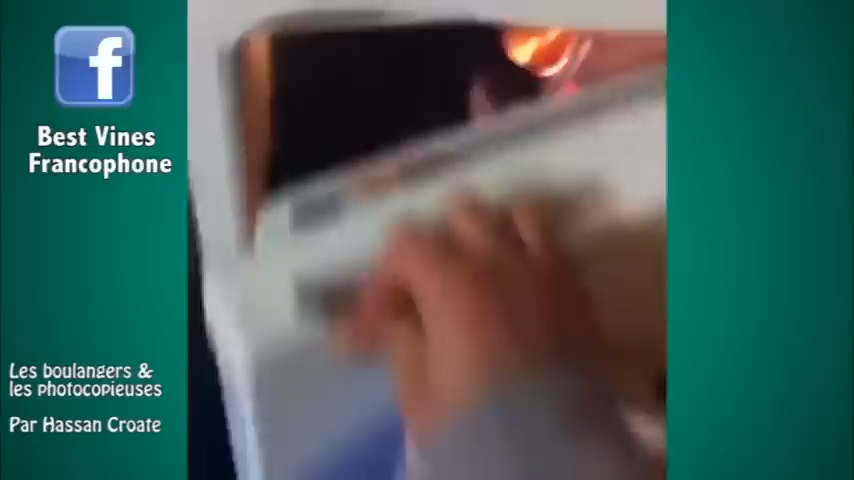 Best Vines
Francophone
Les boulangers &
les photocopieuses
Par Hassan Croate